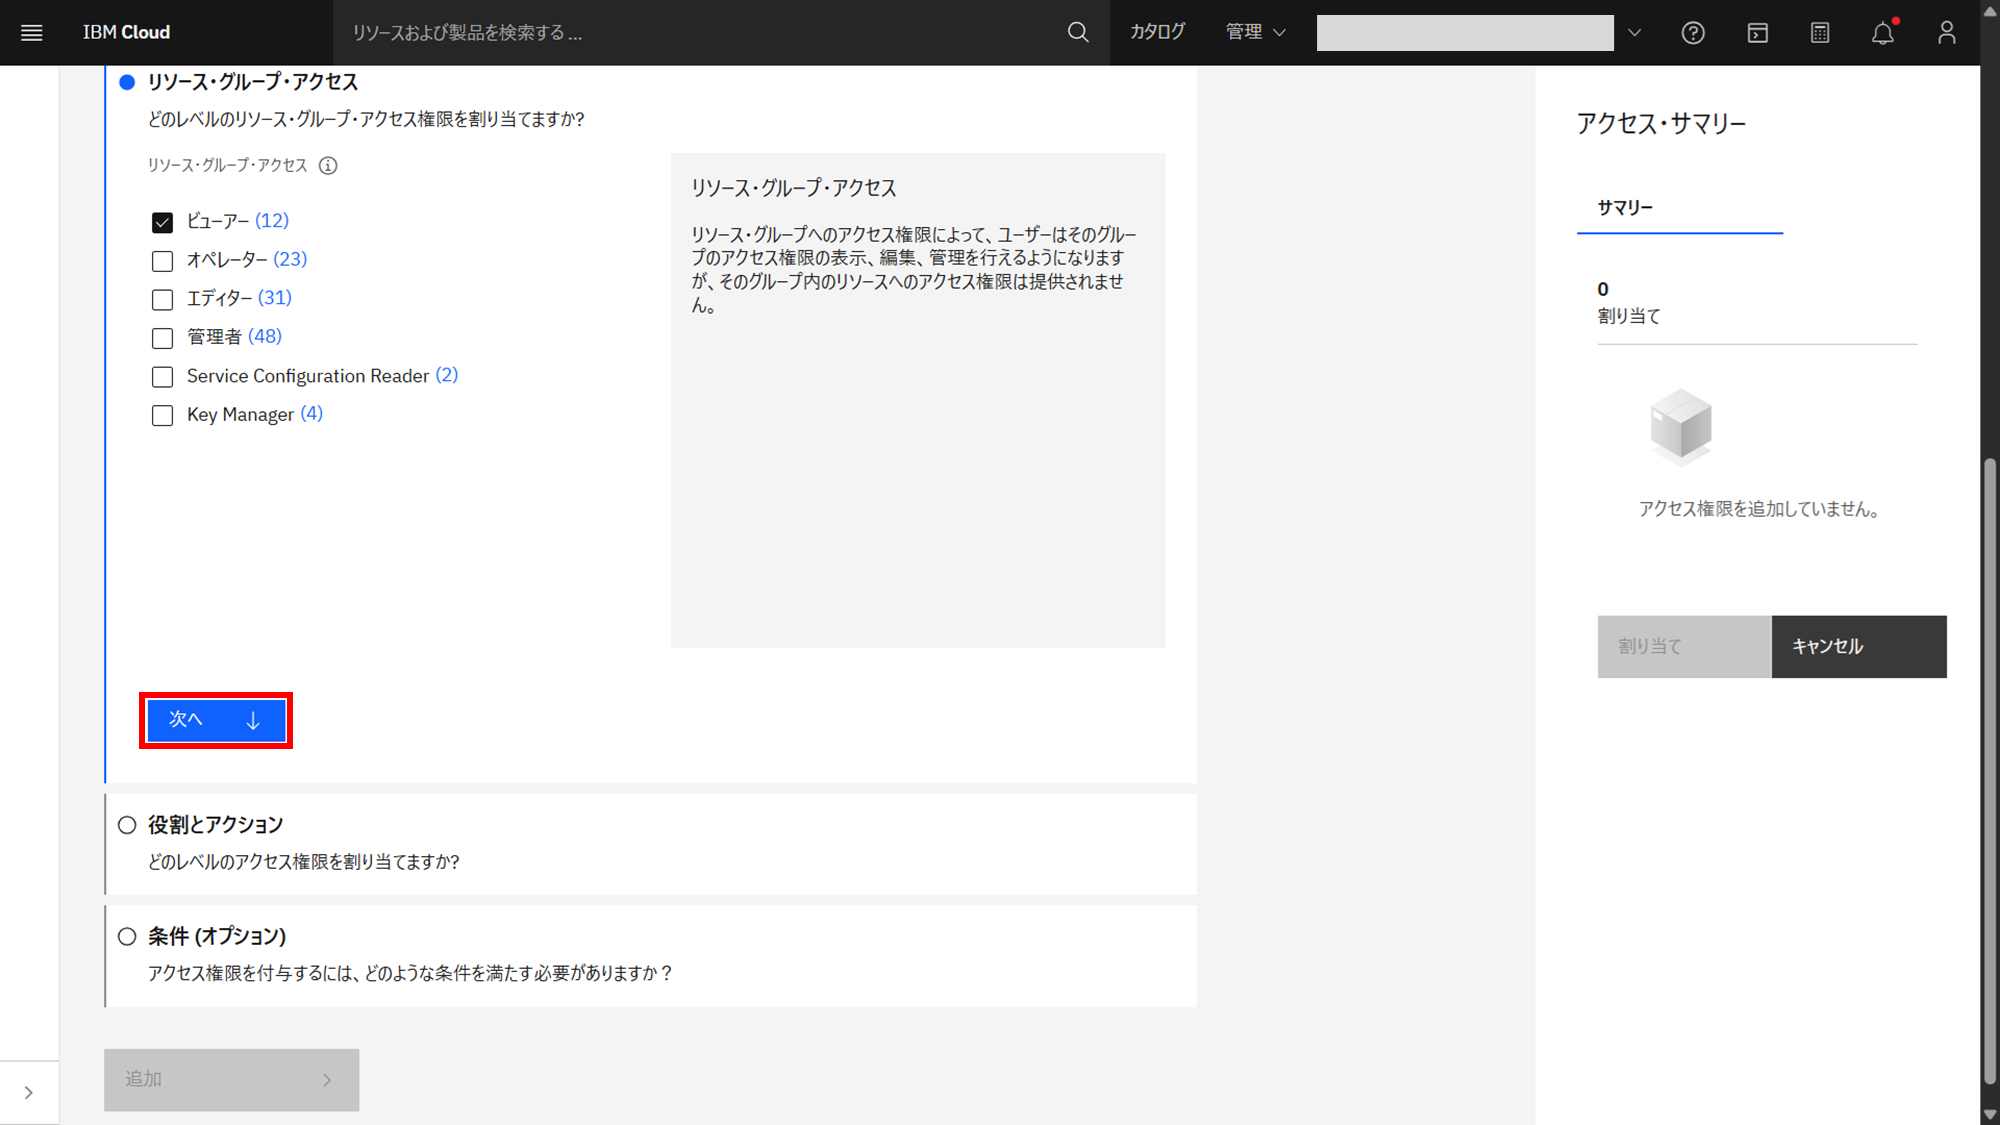 IBM Cloud
リソースおよび製品を検索する ...
カタログ
管理
リソース・グループ・アクセス
どのレベルのリソース・グループ・アクセス権限を割り当てますか?
リソース・グループ・アクセス
ビューアー (12)
オペレーター (23)
エディター (31)
管理者 (48)
Service Configuration Reader (2)
Key Manager (4)
リソース・グループ・アクセス
リソース・グループへのアクセス権限によって、ユーザーはそのグルー
プのアクセス権限の表示、編集、管理を行えるようになります
が、そのグループ内のリソースへのアクセス権限は提供されませ
ん。
次へ
役割とアクション
どのレベルのアクセス権限を割り当てますか?
条件 (オプション)
アクセス権限を付与するには、どのような条件を満たす必要がありますか？
追加
アクセス・サマリー
サマリー
0
割り当て
アクセス権限を追加していません。
割り当て
キャンセル